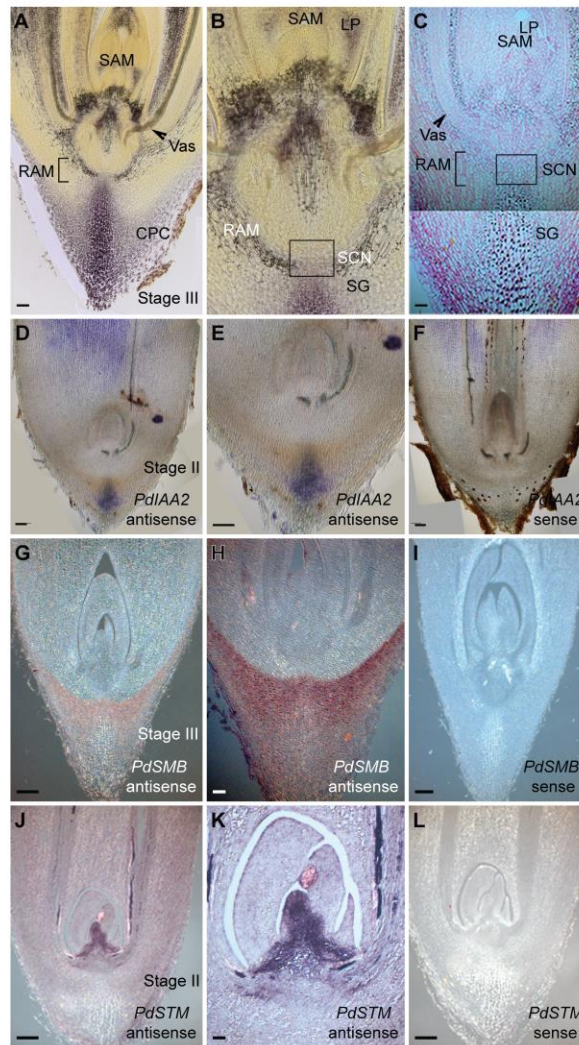 A
SAM
Vas
RAM
CPC
Stage III
B
SAM
LP
RAM
SCN
SG
C
LP
SAM
Vas
RAM
SCN
SG
D
Stage II
PdIAA2
antisense
E
PdIAA2
antisense
F
PdIAA2
sense
G
Stage III
PdSMB
antisense
H
PdSMB
antisense
I
PdSMB
sense
J
Stage II
PdSTM
antisense
K
PdSTM
antisense
L
PdSTM
sense